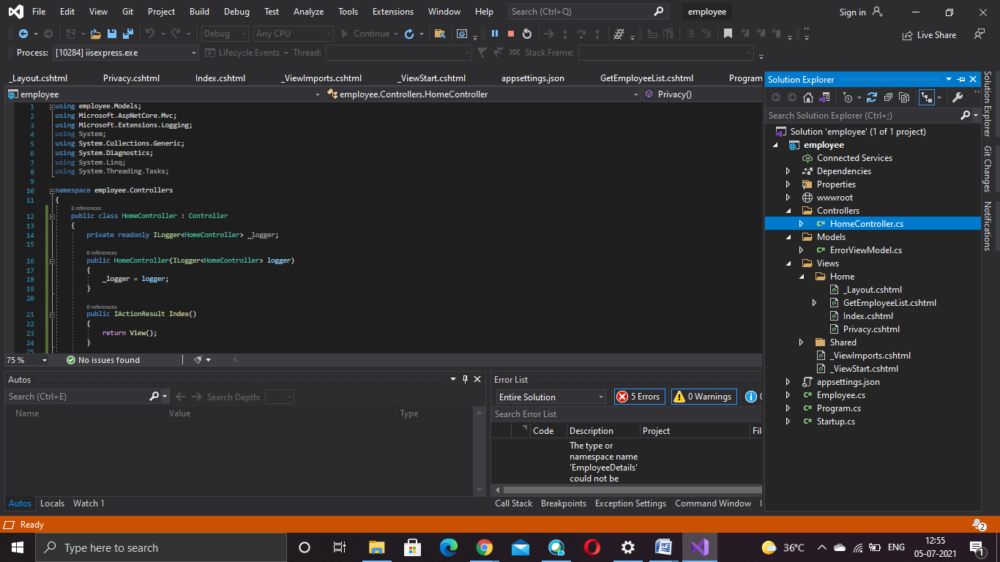 File Edit View Git Project Build Debug Test Analyze Tools Extensions Window Help Search (Ctrl+Q) employee Sign in
Debug Any CPU Continue Live Share
Process: [10284] iisexpress.exe Lifecycle Events Thread: Stack Frame:
_Layout.cshtml Privacy.cshtml Index.cshtml _ViewImports.cshtml _ViewStart.cshtml appsettings.json GetEmployeeList.cshtml Program
employee employee.Controllers.HomeController Privacy()
1 using employee.Models;
2 using Microsoft.AspNetCore.Mvc;
3 using Microsoft.Extensions.Logging;
4 using System;
5 using System.Collections.Generic;
6 using System.Diagnostics;
7 using System.Linq;
8 using System.Threading.Tasks;
9
10 namespace employee.Controllers
11 {
3 references
12 public class HomeController : Controller
13 {
14 private readonly ILogger<HomeController> _logger;
15
0 references
16 public HomeController(ILogger<HomeController> logger)
17 {
18 _logger = logger;
19 }
20
0 references
21 public IActionResult Index()
22 {
23 return View();
24 }
25
75 % No issues found
Autos
Search (Ctrl+E) Search Depth:
Name Value Type
Autos Locals Watch 1
Error List
Entire Solution 5 Errors 0 Warnings 0
Search Error List
Code Description Project Fil
The type or
namespace name
'EmployeeDetails'
could not be
Call Stack Breakpoints Exception Settings Command Window
Solution Explorer
Search Solution Explorer (Ctrl+;)
Solution 'employee' (1 of 1 project)
employee
Connected Services
Dependencies
Properties
wwwroot
Controllers
C# HomeController.cs
Models
C# ErrorViewModel.cs
Views
Home
_Layout.cshtml
GetEmployeeList.cshtml
Index.cshtml
Privacy.cshtml
Shared
_ViewImports.cshtml
_ViewStart.cshtml
appsettings.json
C# Employee.cs
C# Program.cs
C# Startup.cs
Solution Explorer
Git Changes
Notifications
Ready 2
Type here to search 36°C ENG 12:55
05-07-2021 1